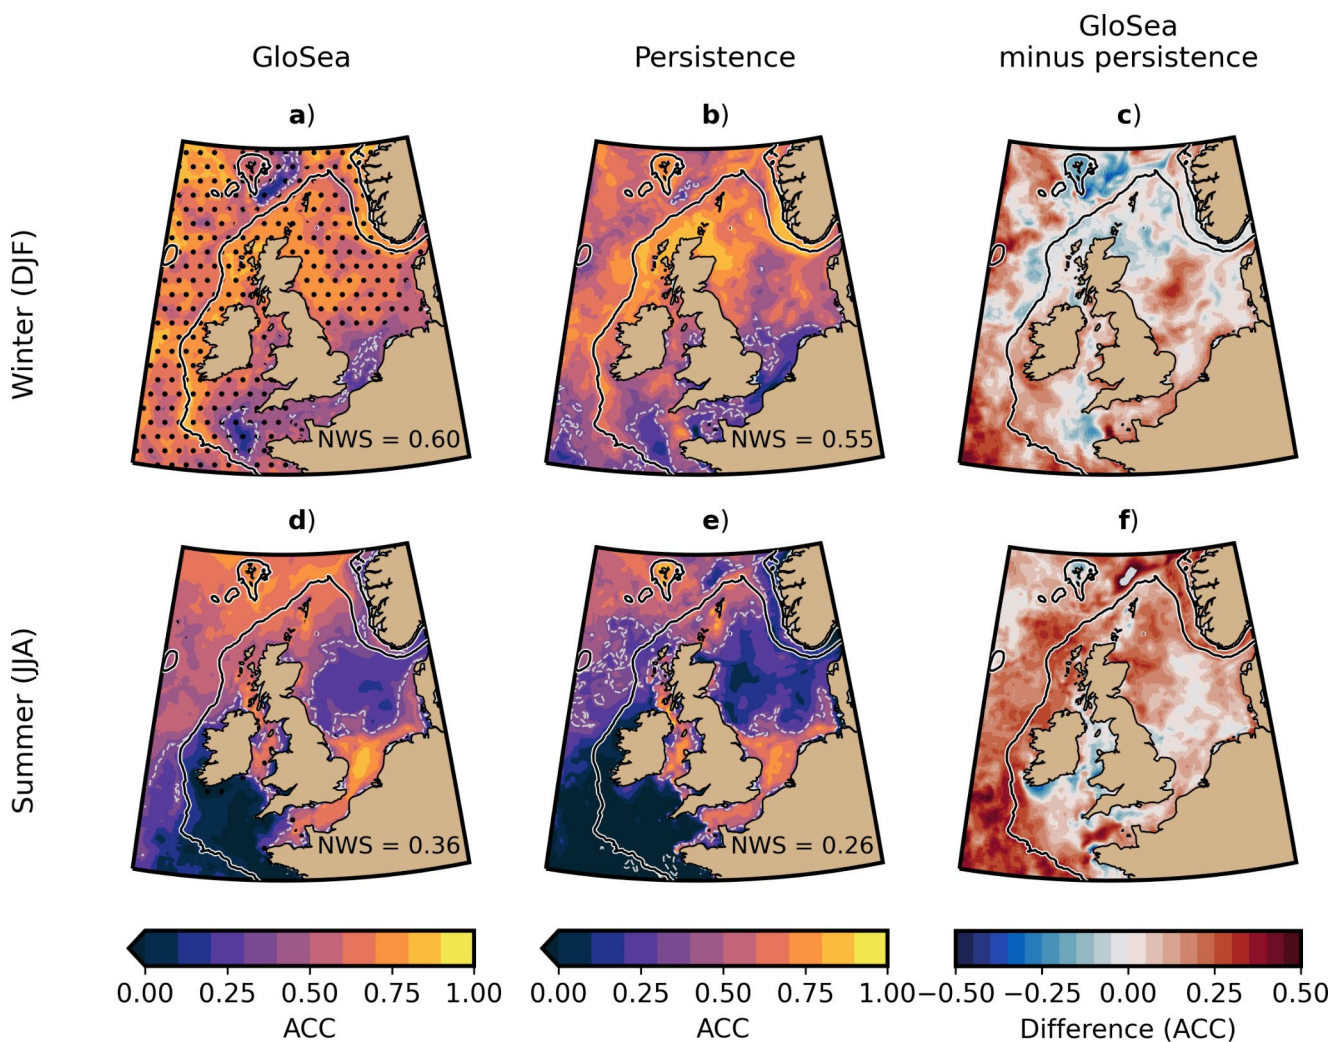 GloSea
Persistence
GloSea
minus persistence
Winter (DJF)
a)
b)
c)
NWS = 0.60
NWS = 0.55
Summer (JJA)
d)
e)
f)
NWS = 0.36
NWS = 0.26
0.00 0.25 0.50 0.75 1.00
ACC
0.00 0.25 0.50 0.75 1.00
ACC
−0.50 −0.25 0.00 0.25 0.50
Difference (ACC)